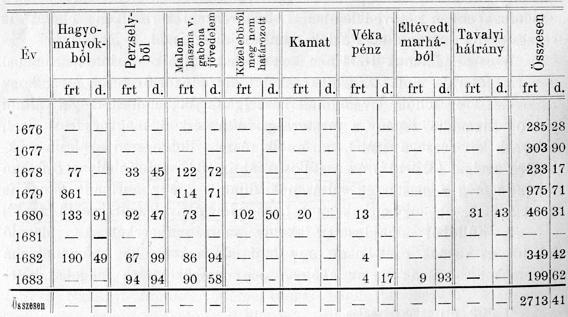 Év | Hagyo-mányok-ból | Perzsely-ből | Malom haszna v. gabona jövedelem | Közelebbről meg nem határozott | Kamat | Véka pénz | Eltévedt marhá-ból | Tavalyi hátrány | Összesen
frt | d. | frt | d. | frt | d. | frt | d. | frt | d. | frt | d. | frt | d. | frt | d. | frt | d.
1676 | — | — | — | — | — | — | — | — | — | — | — | — | — | — | — | — | 285 | 28
1677 | — | — | — | — | — | — | — | — | — | — | — | — | — | — | — | — | 303 | 90
1678 | 77 | — | 33 | 45 | 122 | 72 | — | — | — | — | — | — | — | — | — | — | 233 | 17
1679 | 861 | — | — | — | 114 | 71 | — | — | — | — | — | — | — | — | — | — | 975 | 71
1680 | 133 | 91 | 92 | 47 | 73 | — | 102 | 50 | 20 | — | 13 | — | — | — | 31 | 43 | 466 | 31
1681 | — | — | — | — | — | — | — | — | — | — | — | — | — | — | — | — | — | —
1682 | 190 | 49 | 67 | 99 | 86 | 94 | — | — | — | — | 4 | — | — | — | — | — | 349 | 42
1683 | — | — | 94 | 94 | 90 | 58 | — | — | — | — | 4 | 17 | 9 | 93 | — | — | 199 | 62
Összesen | — | — | — | — | — | — | — | — | — | — | — | — | — | — | — | — | 2713 | 41